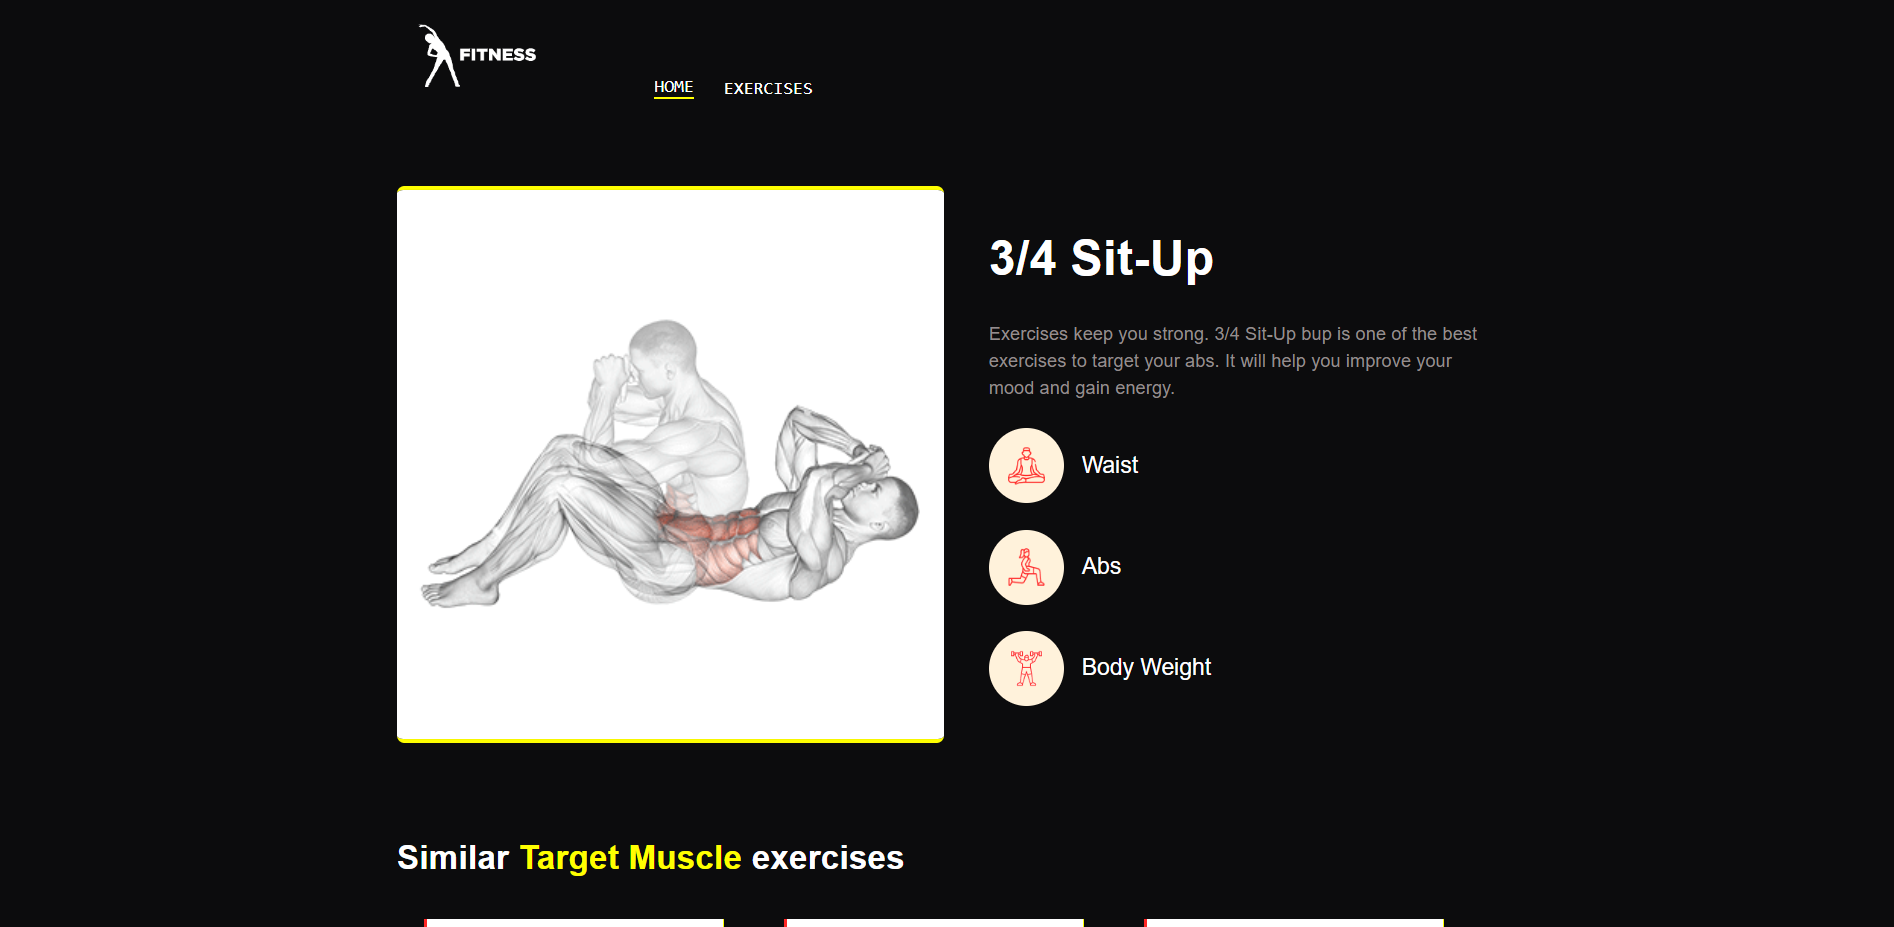 FITNESS
HOME
EXERCISES
3/4 Sit-Up
Exercises keep you strong. 3/4 Sit-Up bup is one of the best
exercises to target your abs. It will help you improve your
mood and gain energy.
Waist
Abs
Body Weight
Similar Target Muscle exercises